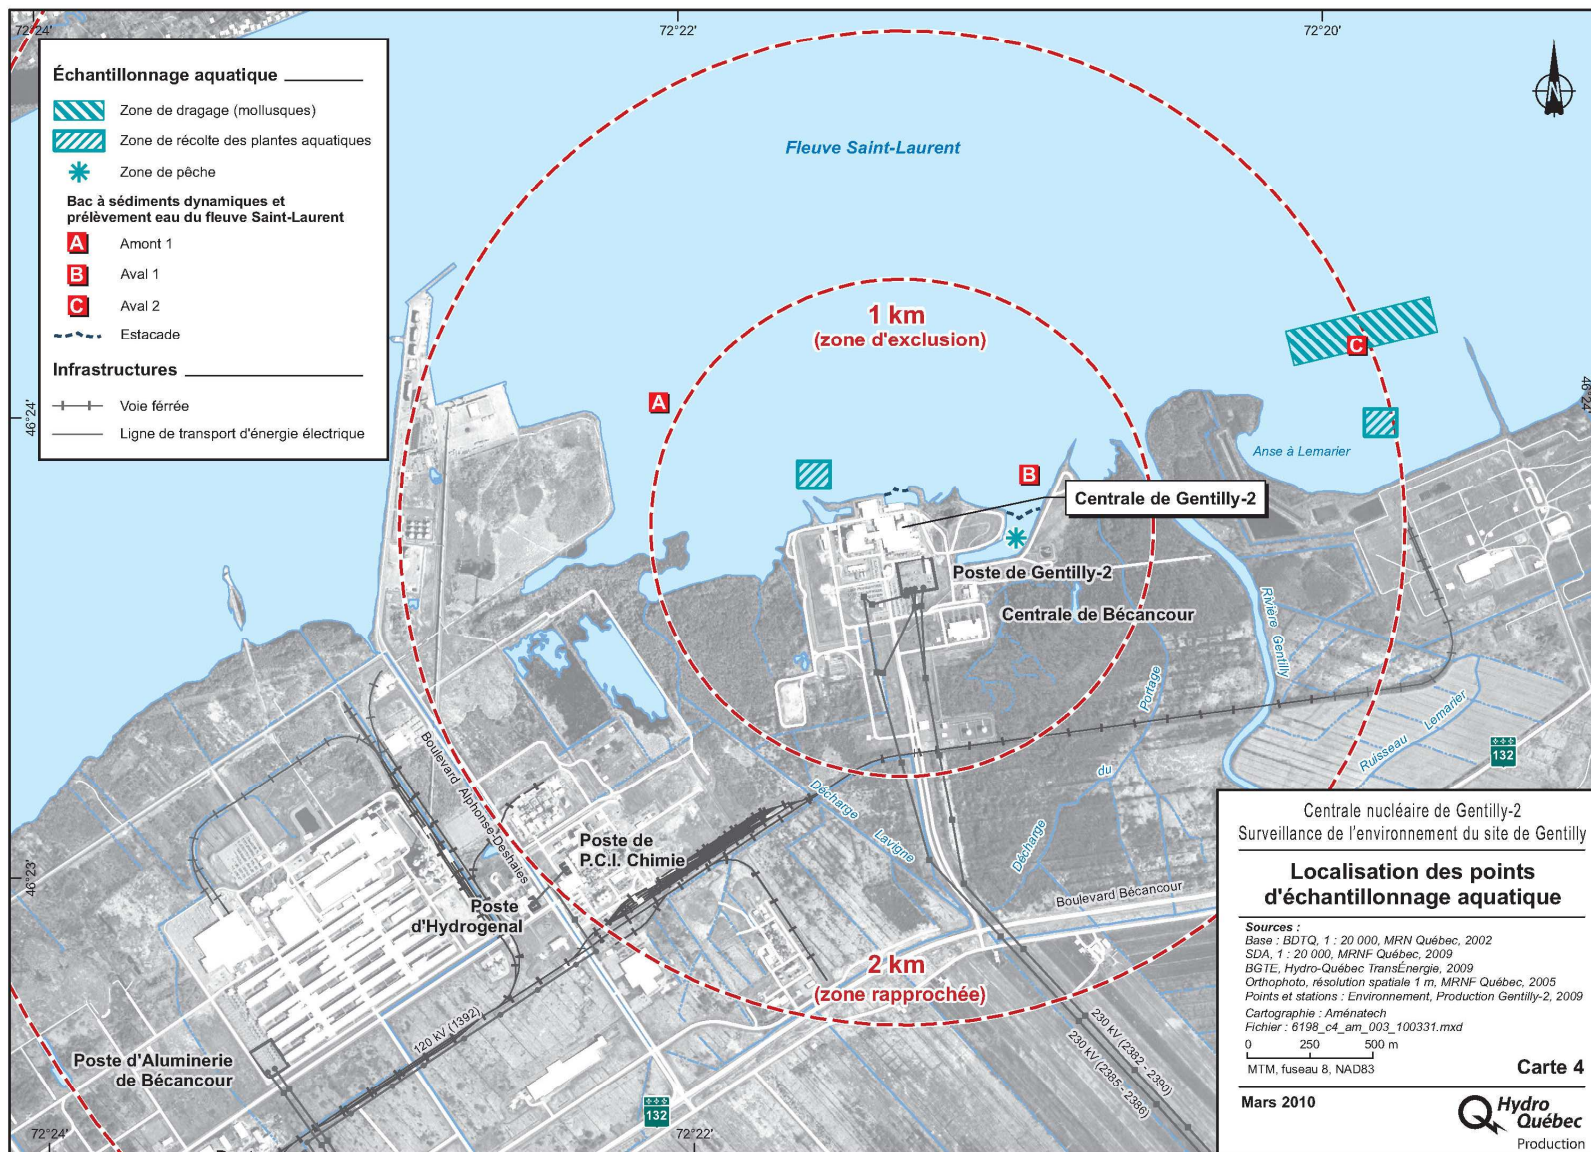 72°24'
72°22'
72°20'
Échantillonnage aquatique
Zone de dragage (mollusques)
Zone de récolte des plantes aquatiques
Zone de pêche
Bac à sédiments dynamiques et
prélèvement eau du fleuve Saint-Laurent
A Amont 1
B Aval 1
C Aval 2
Estacade
Infrastructures
Voie férrée
Ligne de transport d'énergie électrique
N
Fleuve Saint-Laurent
1 km
(zone d'exclusion)
C
A
46°24'
46°24'
Anse à Lemarier
B
Centrale de Gentilly-2
Poste de Gentilly-2
Centrale de Bécancour
Rivière Gentilly
Portage
du
Décharge
Ruisseau Lemarier
132
Boulevard Alphonse-Deshaies
Décharge Lavigne
Poste de
P.C.I. Chimie
46°23'
Poste
d'Hydrogenal
Boulevard Bécancour
2 km
(zone rapprochée)
120 kV (1392)
230 kV (2382 - 2390)
230 kV (2385 - 2386)
Poste d'Aluminerie
de Bécancour
132
72°24'
72°22'
Centrale nucléaire de Gentilly-2
Surveillance de l'environnement du site de Gentilly
Localisation des points
d'échantillonnage aquatique
Sources :
Base : BDTQ, 1 : 20 000, MRN Québec, 2002
SDA, 1 : 20 000, MRNF Québec, 2009
BGTE, Hydro-Québec TransÉnergie, 2009
Orthophoto, résolution spatiale 1 m, MRNF Québec, 2005
Points et stations : Environnement, Production Gentilly-2, 2009
Cartographie : Aménatech
Fichier : 6198_c4_am_003_100331.mxd
0 250 500 m
MTM, fuseau 8, NAD83
Carte 4
Mars 2010
Hydro
Québec
Production